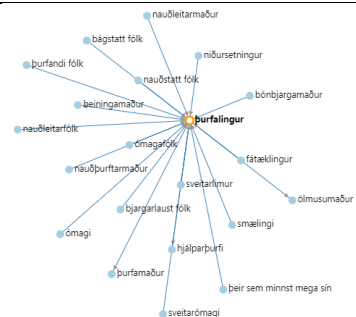 nauðleitarmaður
bágstatt fólk
niðursetningur
þurfandi fólk
nauðstatt fólk
bónbjargamaður
beiningamaður
þurfalingur
nauðleitarfólk
ómagafólk
fátæklingur
nauðþurftarmaður
sveitarlimur
ölmusumaður
bjargarlaust fólk
smælingi
ómagi
hjálparþurfi
þurfamaður
þeir sem minnst mega sín
sveitarómagi